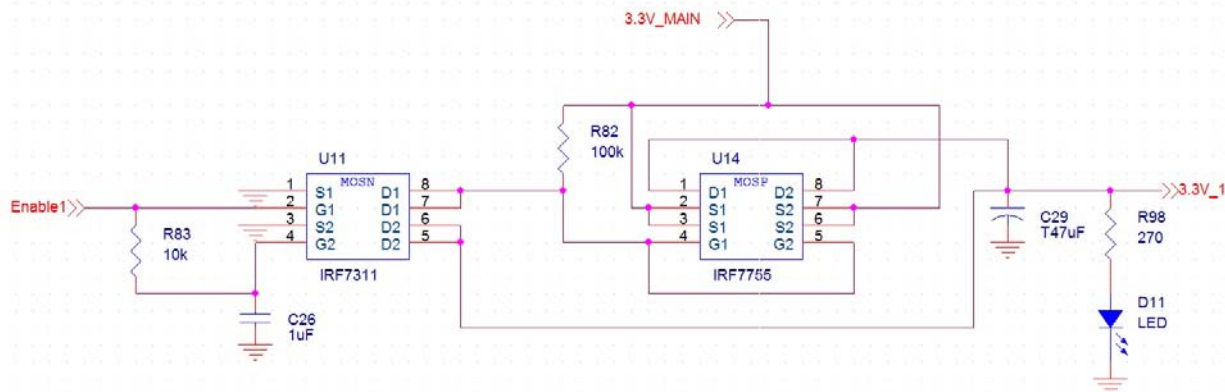 3.3V_MAIN
R82
100k
U11
MOSN
1 S1 D1 8
2 G1 D1 7
3 S2 D2 6
4 G2 D2 5
IRF7311
U14
MOSP
1 D1 D2 8
2 S1 S2 7
3 S1 S2 6
4 G1 G2 5
IRF7755
Enable1
R83
10k
C26
1uF
3.3V_1
C29
T47uF
R98
270
D11
LED